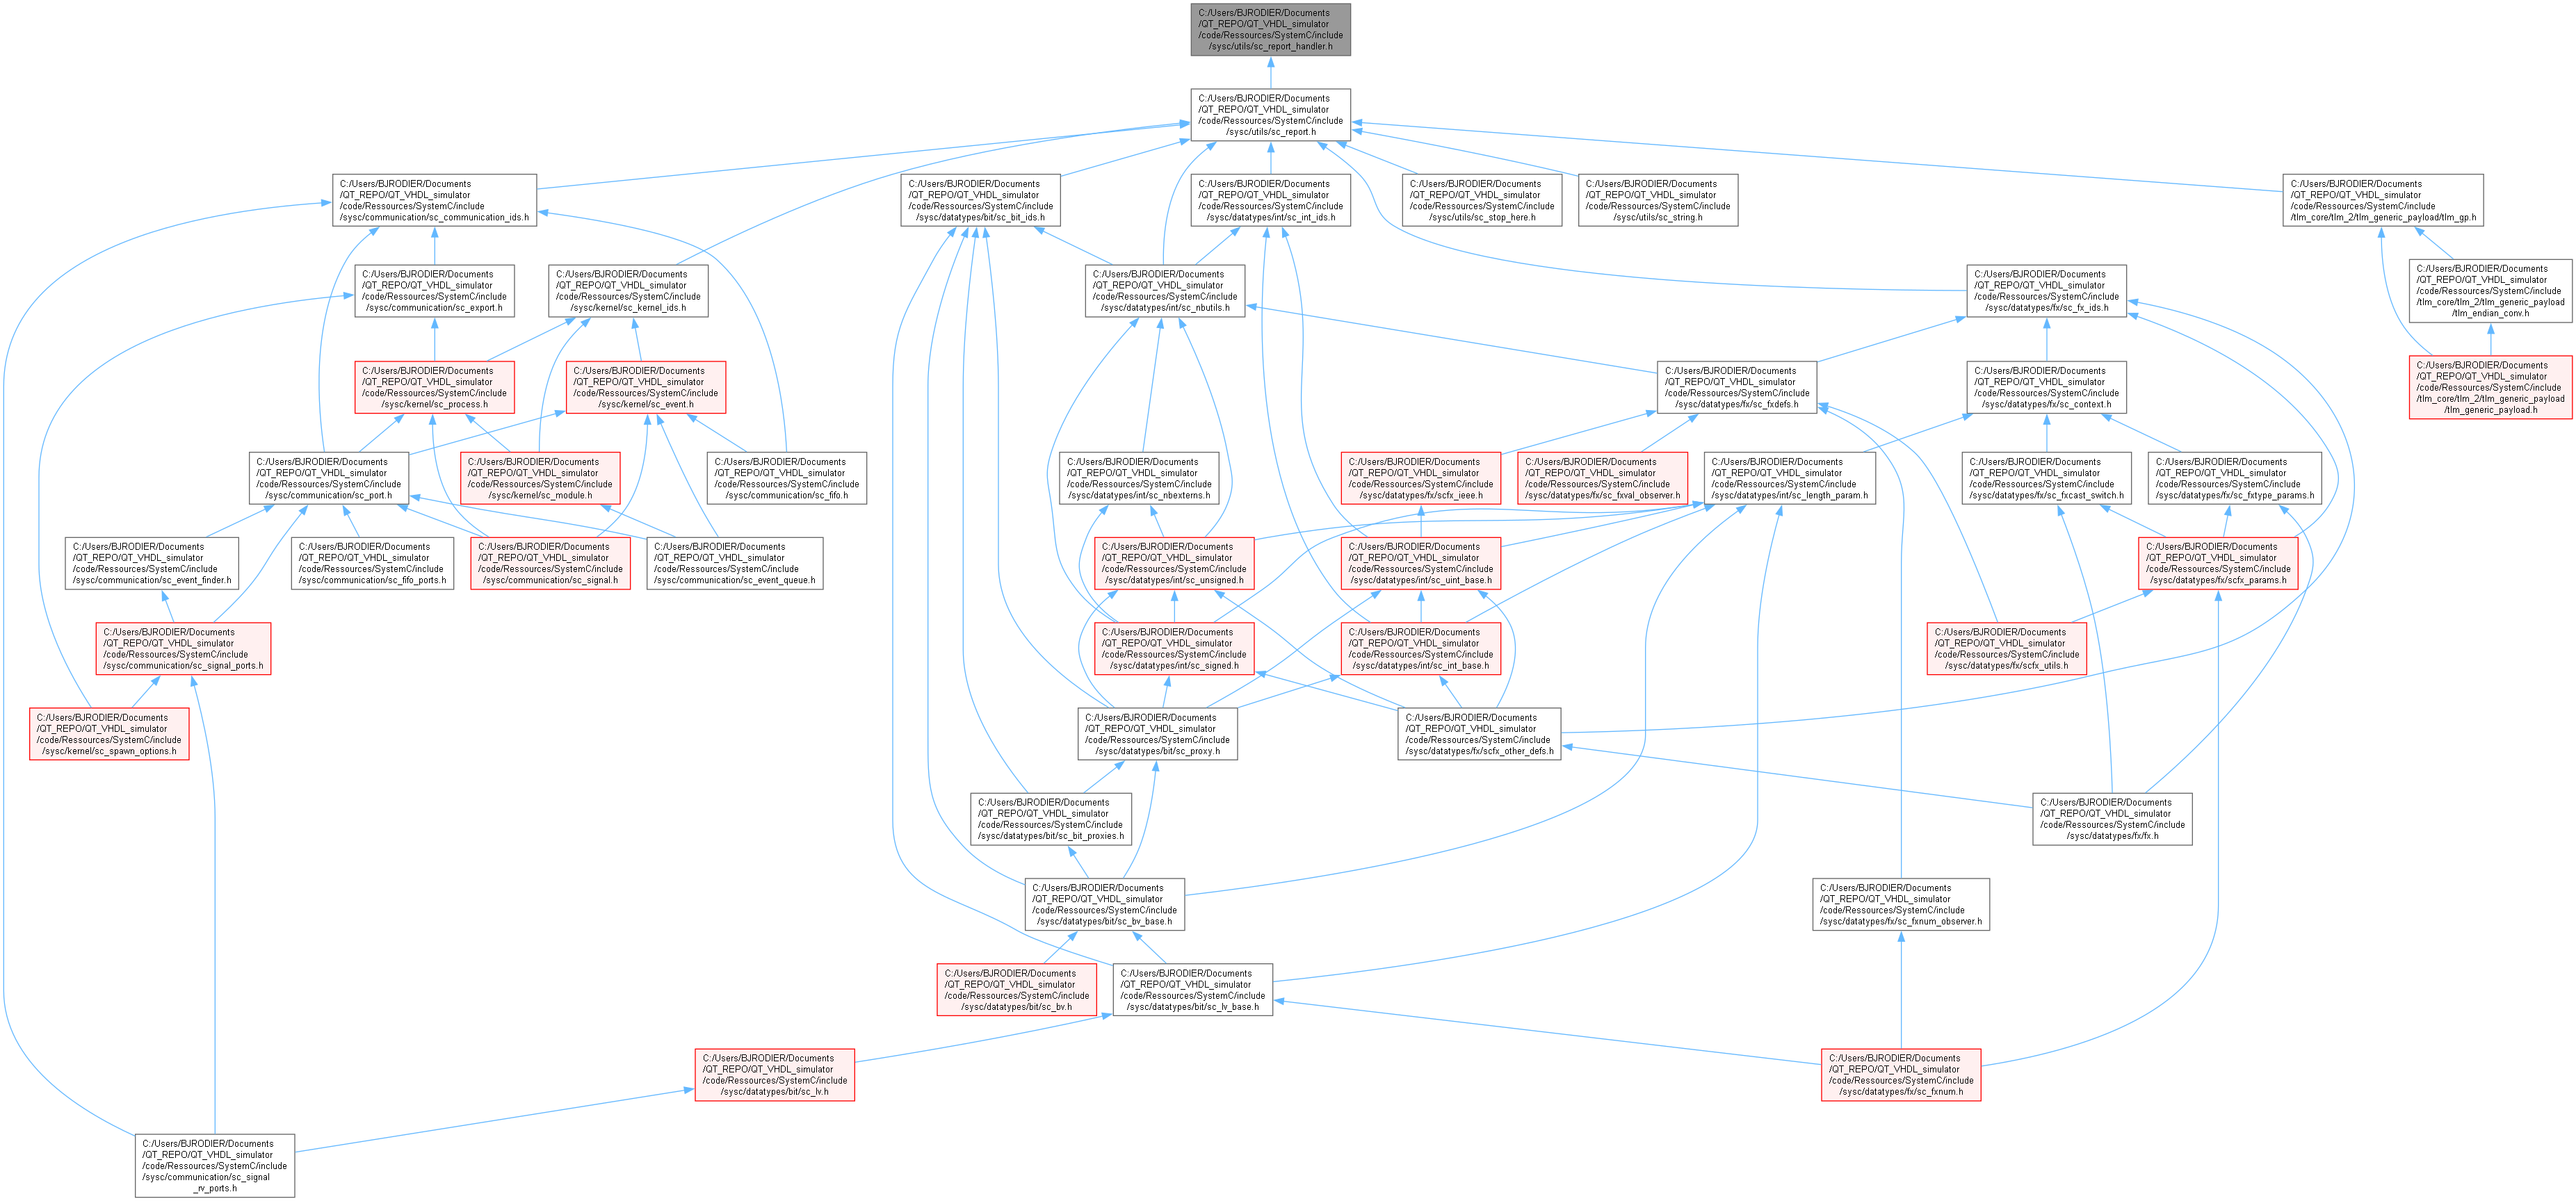 C:/Users/BJRODIER/Documents
/QT_REPO/QT_VHDL_simulator
/code/Ressources/SystemC/include
/sysc/utils/sc_report_handler.h
C:/Users/BJRODIER/Documents
/QT_REPO/QT_VHDL_simulator
/code/Ressources/SystemC/include
/sysc/utils/sc_report.h
C:/Users/BJRODIER/Documents
/QT_REPO/QT_VHDL_simulator
/code/Ressources/SystemC/include
/sysc/communication/sc_communication_ids.h
C:/Users/BJRODIER/Documents
/QT_REPO/QT_VHDL_simulator
/code/Ressources/SystemC/include
/sysc/datatypes/bit/sc_bit_ids.h
C:/Users/BJRODIER/Documents
/QT_REPO/QT_VHDL_simulator
/code/Ressources/SystemC/include
/sysc/datatypes/int/sc_int_ids.h
C:/Users/BJRODIER/Documents
/QT_REPO/QT_VHDL_simulator
/code/Ressources/SystemC/include
/sysc/utils/sc_stop_here.h
C:/Users/BJRODIER/Documents
/QT_REPO/QT_VHDL_simulator
/code/Ressources/SystemC/include
/sysc/utils/sc_string.h
C:/Users/BJRODIER/Documents
/QT_REPO/QT_VHDL_simulator
/code/Ressources/SystemC/include
/tlm_core/tlm_2/tlm_generic_payload/tlm_gp.h
C:/Users/BJRODIER/Documents
/QT_REPO/QT_VHDL_simulator
/code/Ressources/SystemC/include
/sysc/communication/sc_export.h
C:/Users/BJRODIER/Documents
/QT_REPO/QT_VHDL_simulator
/code/Ressources/SystemC/include
/sysc/kernel/sc_kernel_ids.h
C:/Users/BJRODIER/Documents
/QT_REPO/QT_VHDL_simulator
/code/Ressources/SystemC/include
/sysc/datatypes/int/sc_nbutils.h
C:/Users/BJRODIER/Documents
/QT_REPO/QT_VHDL_simulator
/code/Ressources/SystemC/include
/sysc/datatypes/fx/sc_fx_ids.h
C:/Users/BJRODIER/Documents
/QT_REPO/QT_VHDL_simulator
/code/Ressources/SystemC/include
/tlm_core/tlm_2/tlm_generic_payload
/tlm_endian_conv.h
C:/Users/BJRODIER/Documents
/QT_REPO/QT_VHDL_simulator
/code/Ressources/SystemC/include
/sysc/kernel/sc_process.h
C:/Users/BJRODIER/Documents
/QT_REPO/QT_VHDL_simulator
/code/Ressources/SystemC/include
/sysc/kernel/sc_event.h
C:/Users/BJRODIER/Documents
/QT_REPO/QT_VHDL_simulator
/code/Ressources/SystemC/include
/sysc/datatypes/fx/sc_fxdefs.h
C:/Users/BJRODIER/Documents
/QT_REPO/QT_VHDL_simulator
/code/Ressources/SystemC/include
/sysc/datatypes/fx/sc_context.h
C:/Users/BJRODIER/Documents
/QT_REPO/QT_VHDL_simulator
/code/Ressources/SystemC/include
/tlm_core/tlm_2/tlm_generic_payload
/tlm_generic_payload.h
C:/Users/BJRODIER/Documents
/QT_REPO/QT_VHDL_simulator
/code/Ressources/SystemC/include
/sysc/communication/sc_port.h
C:/Users/BJRODIER/Documents
/QT_REPO/QT_VHDL_simulator
/code/Ressources/SystemC/include
/sysc/kernel/sc_module.h
C:/Users/BJRODIER/Documents
/QT_REPO/QT_VHDL_simulator
/code/Ressources/SystemC/include
/sysc/communication/sc_fifo.h
C:/Users/BJRODIER/Documents
/QT_REPO/QT_VHDL_simulator
/code/Ressources/SystemC/include
/sysc/datatypes/int/sc_nbexterns.h
C:/Users/BJRODIER/Documents
/QT_REPO/QT_VHDL_simulator
/code/Ressources/SystemC/include
/sysc/datatypes/fx/scfx_ieee.h
C:/Users/BJRODIER/Documents
/QT_REPO/QT_VHDL_simulator
/code/Ressources/SystemC/include
/sysc/datatypes/fx/sc_fxval_observer.h
C:/Users/BJRODIER/Documents
/QT_REPO/QT_VHDL_simulator
/code/Ressources/SystemC/include
/sysc/datatypes/int/sc_length_param.h
C:/Users/BJRODIER/Documents
/QT_REPO/QT_VHDL_simulator
/code/Ressources/SystemC/include
/sysc/datatypes/fx/sc_fxcast_switch.h
C:/Users/BJRODIER/Documents
/QT_REPO/QT_VHDL_simulator
/code/Ressources/SystemC/include
/sysc/datatypes/fx/sc_fxtype_params.h
C:/Users/BJRODIER/Documents
/QT_REPO/QT_VHDL_simulator
/code/Ressources/SystemC/include
/sysc/communication/sc_event_finder.h
C:/Users/BJRODIER/Documents
/QT_REPO/QT_VHDL_simulator
/code/Ressources/SystemC/include
/sysc/communication/sc_fifo_ports.h
C:/Users/BJRODIER/Documents
/QT_REPO/QT_VHDL_simulator
/code/Ressources/SystemC/include
/sysc/communication/sc_signal.h
C:/Users/BJRODIER/Documents
/QT_REPO/QT_VHDL_simulator
/code/Ressources/SystemC/include
/sysc/communication/sc_event_queue.h
C:/Users/BJRODIER/Documents
/QT_REPO/QT_VHDL_simulator
/code/Ressources/SystemC/include
/sysc/datatypes/int/sc_unsigned.h
C:/Users/BJRODIER/Documents
/QT_REPO/QT_VHDL_simulator
/code/Ressources/SystemC/include
/sysc/datatypes/int/sc_uint_base.h
C:/Users/BJRODIER/Documents
/QT_REPO/QT_VHDL_simulator
/code/Ressources/SystemC/include
/sysc/datatypes/fx/scfx_params.h
C:/Users/BJRODIER/Documents
/QT_REPO/QT_VHDL_simulator
/code/Ressources/SystemC/include
/sysc/communication/sc_signal_ports.h
C:/Users/BJRODIER/Documents
/QT_REPO/QT_VHDL_simulator
/code/Ressources/SystemC/include
/sysc/datatypes/int/sc_signed.h
C:/Users/BJRODIER/Documents
/QT_REPO/QT_VHDL_simulator
/code/Ressources/SystemC/include
/sysc/datatypes/int/sc_int_base.h
C:/Users/BJRODIER/Documents
/QT_REPO/QT_VHDL_simulator
/code/Ressources/SystemC/include
/sysc/datatypes/fx/scfx_utils.h
C:/Users/BJRODIER/Documents
/QT_REPO/QT_VHDL_simulator
/code/Ressources/SystemC/include
/sysc/kernel/sc_spawn_options.h
C:/Users/BJRODIER/Documents
/QT_REPO/QT_VHDL_simulator
/code/Ressources/SystemC/include
/sysc/datatypes/bit/sc_proxy.h
C:/Users/BJRODIER/Documents
/QT_REPO/QT_VHDL_simulator
/code/Ressources/SystemC/include
/sysc/datatypes/fx/scfx_other_defs.h
C:/Users/BJRODIER/Documents
/QT_REPO/QT_VHDL_simulator
/code/Ressources/SystemC/include
/sysc/datatypes/bit/sc_bit_proxies.h
C:/Users/BJRODIER/Documents
/QT_REPO/QT_VHDL_simulator
/code/Ressources/SystemC/include
/sysc/datatypes/fx/fx.h
C:/Users/BJRODIER/Documents
/QT_REPO/QT_VHDL_simulator
/code/Ressources/SystemC/include
/sysc/datatypes/bit/sc_bv_base.h
C:/Users/BJRODIER/Documents
/QT_REPO/QT_VHDL_simulator
/code/Ressources/SystemC/include
/sysc/datatypes/fx/sc_fxnum_observer.h
C:/Users/BJRODIER/Documents
/QT_REPO/QT_VHDL_simulator
/code/Ressources/SystemC/include
/sysc/datatypes/bit/sc_bv.h
C:/Users/BJRODIER/Documents
/QT_REPO/QT_VHDL_simulator
/code/Ressources/SystemC/include
/sysc/datatypes/bit/sc_lv_base.h
C:/Users/BJRODIER/Documents
/QT_REPO/QT_VHDL_simulator
/code/Ressources/SystemC/include
/sysc/datatypes/bit/sc_lv.h
C:/Users/BJRODIER/Documents
/QT_REPO/QT_VHDL_simulator
/code/Ressources/SystemC/include
/sysc/datatypes/fx/sc_fxnum.h
C:/Users/BJRODIER/Documents
/QT_REPO/QT_VHDL_simulator
/code/Ressources/SystemC/include
/sysc/communication/sc_signal
_rv_ports.h